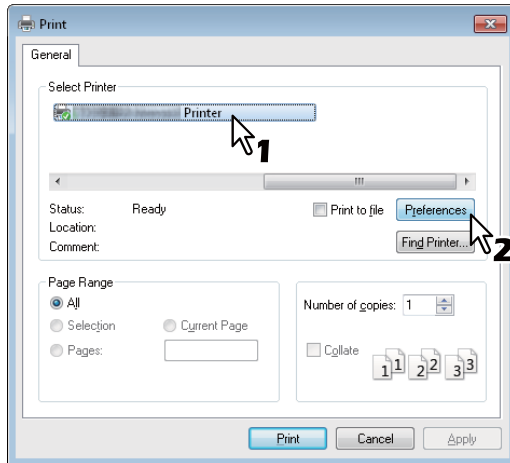 Print
General
Select Printer
Printer
1
Status: Ready
Print to file
Preferences
Location:
Comment:
Find Printer...
2
Page Range
All
Selection
Current Page
Pages:
Number of copies: 1
Collate
1 1 2 2 3 3
Print
Cancel
Apply